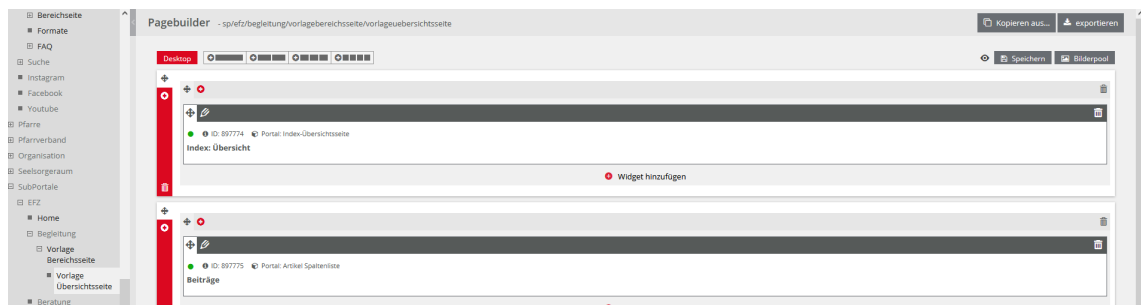 Bereichseite
Formate
FAQ
Suche
Instagram
Facebook
Youtube
Pfarre
Pfarrverband
Organisation
Seelsorgeraum
SubPortale
EFZ
Home
Begleitung
Vorlage
Bereichsseite
Vorlage
Übersichtsseite
Beratung
Pagebuilder - sp/efz/begleitung/vorlagebereichsseite/vorlageuebersichtsseite
Kopieren aus... exportieren
Desktop
Speichern Bilderpool
ID: 897774 Portal: Index-Übersichtsseite
Index: Übersicht
Widget hinzufügen
ID: 897775 Portal: Artikel Spaltenliste
Beiträge